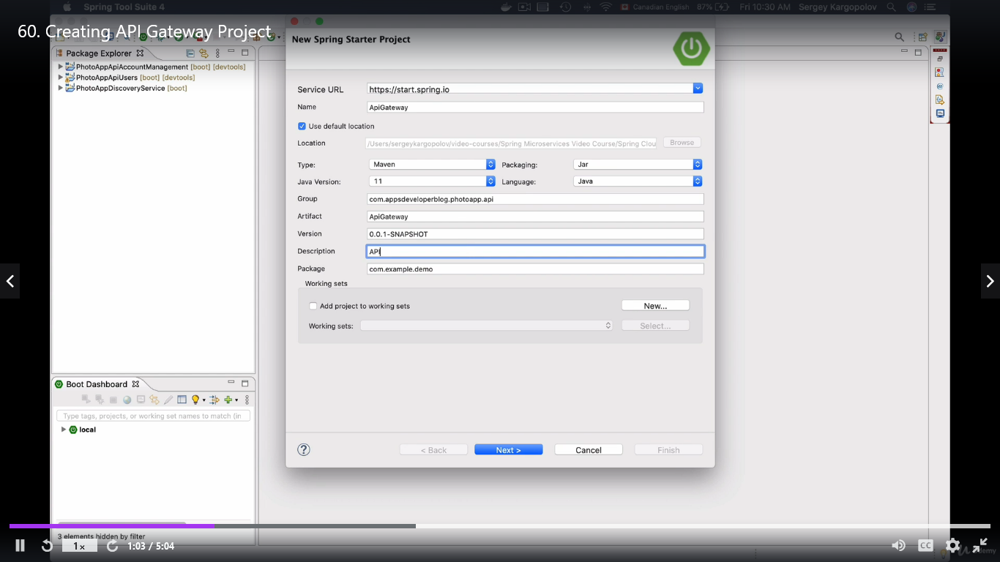 Spring Tool Suite 4
Canadian English 87% Fri 10:30 AM Sergey Kargopolov
60. Creating API Gateway Project
Package Explorer
PhotoAppApiAccountManagement [boot] [devtools]
PhotoAppApiUsers [boot] [devtools]
PhotoAppDiscoveryService [boot]
New Spring Starter Project
Service URL https://start.spring.io
Name ApiGateway
Use default location
Location /Users/sergeykargopolov/video-courses/Spring Microservices Video Course/Spring Clou Browse
Type: Maven Packaging: Jar
Java Version: 11 Language: Java
Group com.appsdeveloperblog.photoapp.api
Artifact ApiGateway
Version 0.0.1-SNAPSHOT
Description API
Package com.example.demo
Working sets
Add project to working sets New...
Working sets: Select...
? < Back Next > Cancel Finish
Boot Dashboard
Type tags, projects, or working set names to match (in
local
3 elements hidden by filter
1x 1:03 / 5:04 CC